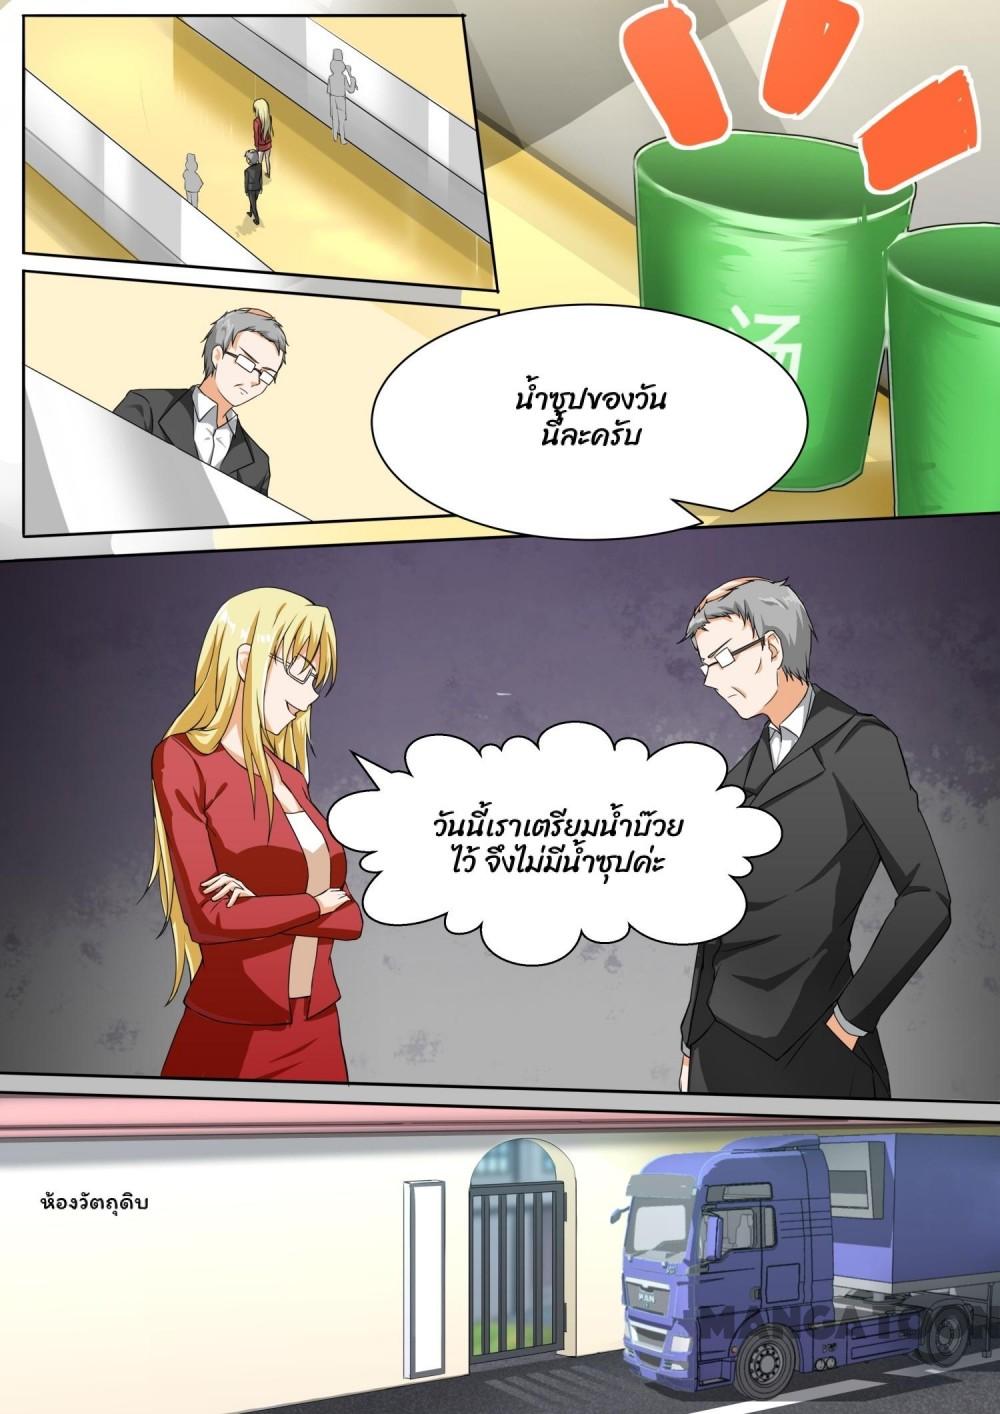 汤
น้ำซุปของวัน
นี้ละครับ
วันนี้เราเตรียมน้ำบ๊วย
ไว้ จึงไม่มีน้ำซุปค่ะ
ห้องวัตถุดิบ
MAN